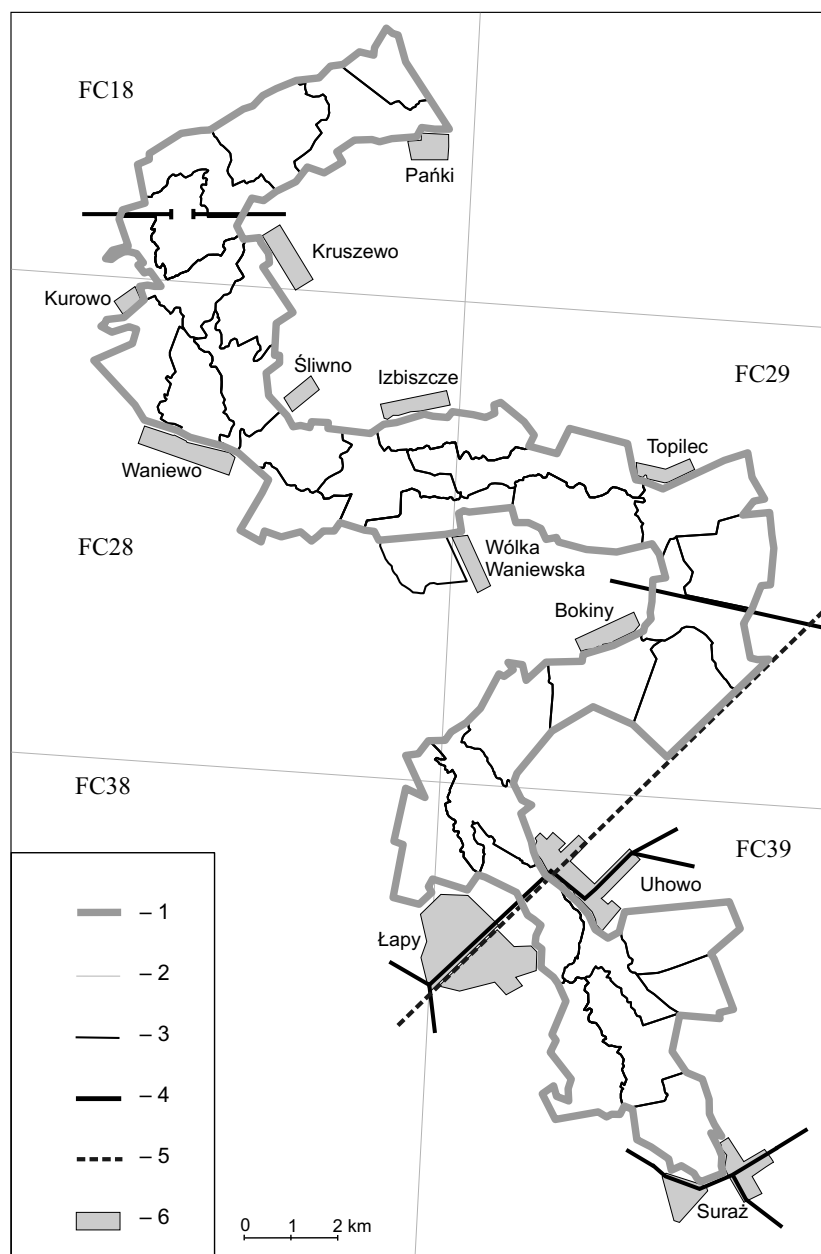 FC18
Pańki
Kruszewo
Kurowo
Śliwno
Izbiszcze
FC29
Topilec
Waniewo
FC28
Wólka
Waniewska
Bokiny
FC38
FC39
Uhowo
Łapy
– 1
– 2
– 3
– 4
– 5
– 6
0 1 2 km
Suraż